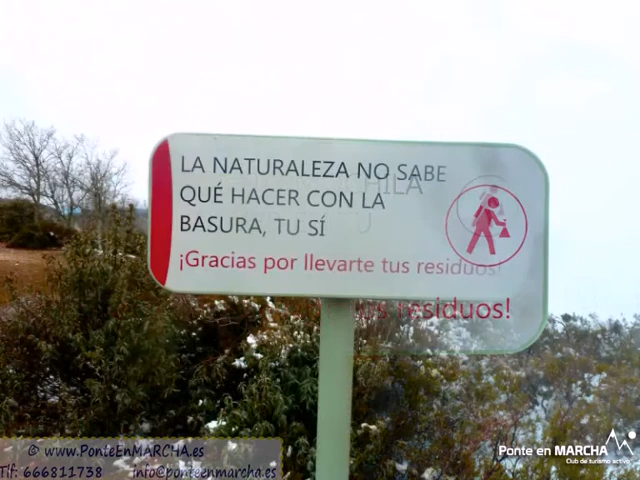 LA NATURALEZA NO SABE
QUÉ HACER CON LA
BASURA, TU SÍ
¡Gracias por llevarte tus residuos!
tus residuos!
© www.PonteEnMARCHA.es
Tlf: 666811738 info@ponteenmarcha.es
Ponte en MARCHA
Club de turismo activo